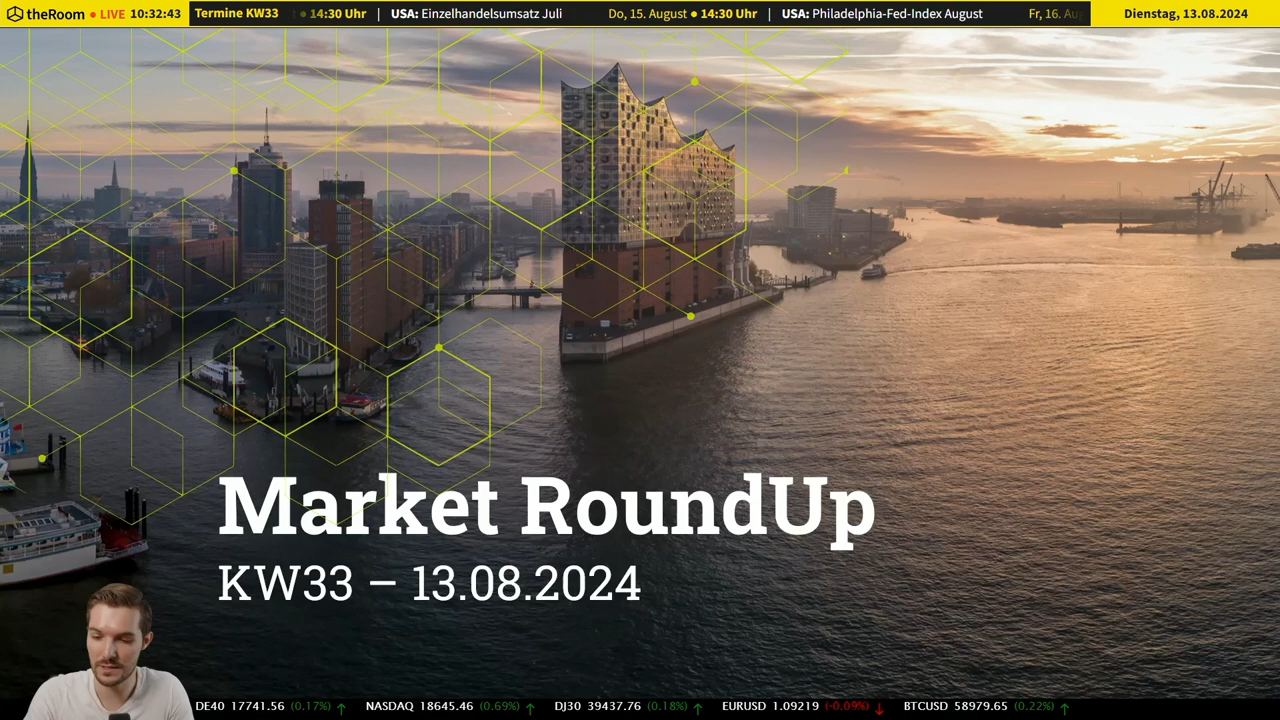 theRoom • LIVE 10:32:43
Termine KW33
• 14:30 Uhr | USA: Einzelhandelsumsatz Juli
Do, 15. August • 14:30 Uhr | USA: Philadelphia-Fed-Index August
Fr, 16. Aug
Dienstag, 13.08.2024
Market RoundUp
KW33 – 13.08.2024
DE40 17741.56 (0.17%) ↑ NASDAQ 18645.46 (0.69%) ↑ DJ30 39437.76 (0.18%) ↑ EURUSD 1.09219 (-0.09%) ↓ BTCUSD 58979.65 (0.22%) ↑